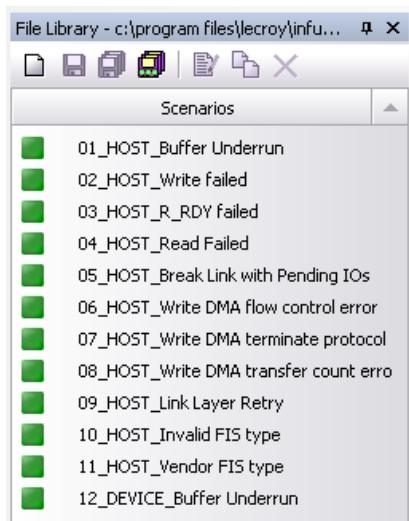 File Library - c:\program files\lecroy\infu...
Scenarios
01_HOST_Buffer Underrun
02_HOST_Write failed
03_HOST_R_RDY failed
04_HOST_Read Failed
05_HOST_Break Link with Pending IOs
06_HOST_Write DMA flow control error
07_HOST_Write DMA terminate protocol
08_HOST_Write DMA transfer count erro
09_HOST_Link Layer Retry
10_HOST_Invalid FIS type
11_HOST_Vendor FIS type
12_DEVICE_Buffer Underrun